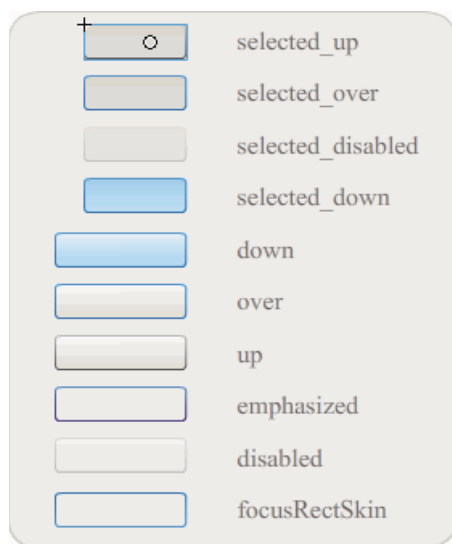 selected_up
selected_over
selected_disabled
selected_down
down
over
up
emphasized
disabled
focusRectSkin